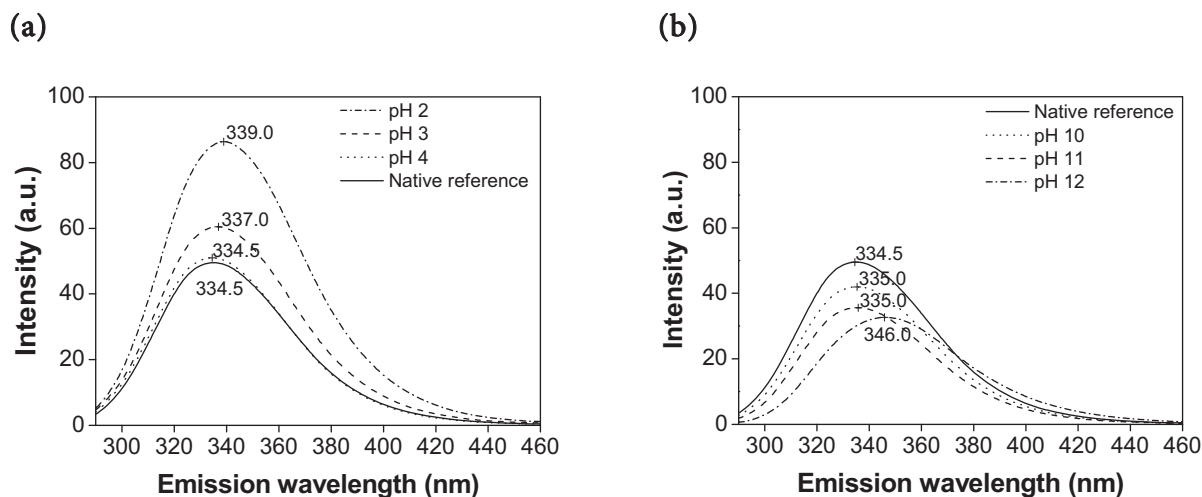 (a)
100
80
60
40
20
0
Intensity (a.u.)
339.0
337.0
334.5
334.5
pH 2
pH 3
pH 4
Native reference
300 320 340 360 380 400 420 440 460
Emission wavelength (nm)
(b)
100
80
60
40
20
0
Intensity (a.u.)
334.5
335.0
335.0
346.0
Native reference
pH 10
pH 11
pH 12
300 320 340 360 380 400 420 440 460
Emission wavelength (nm)